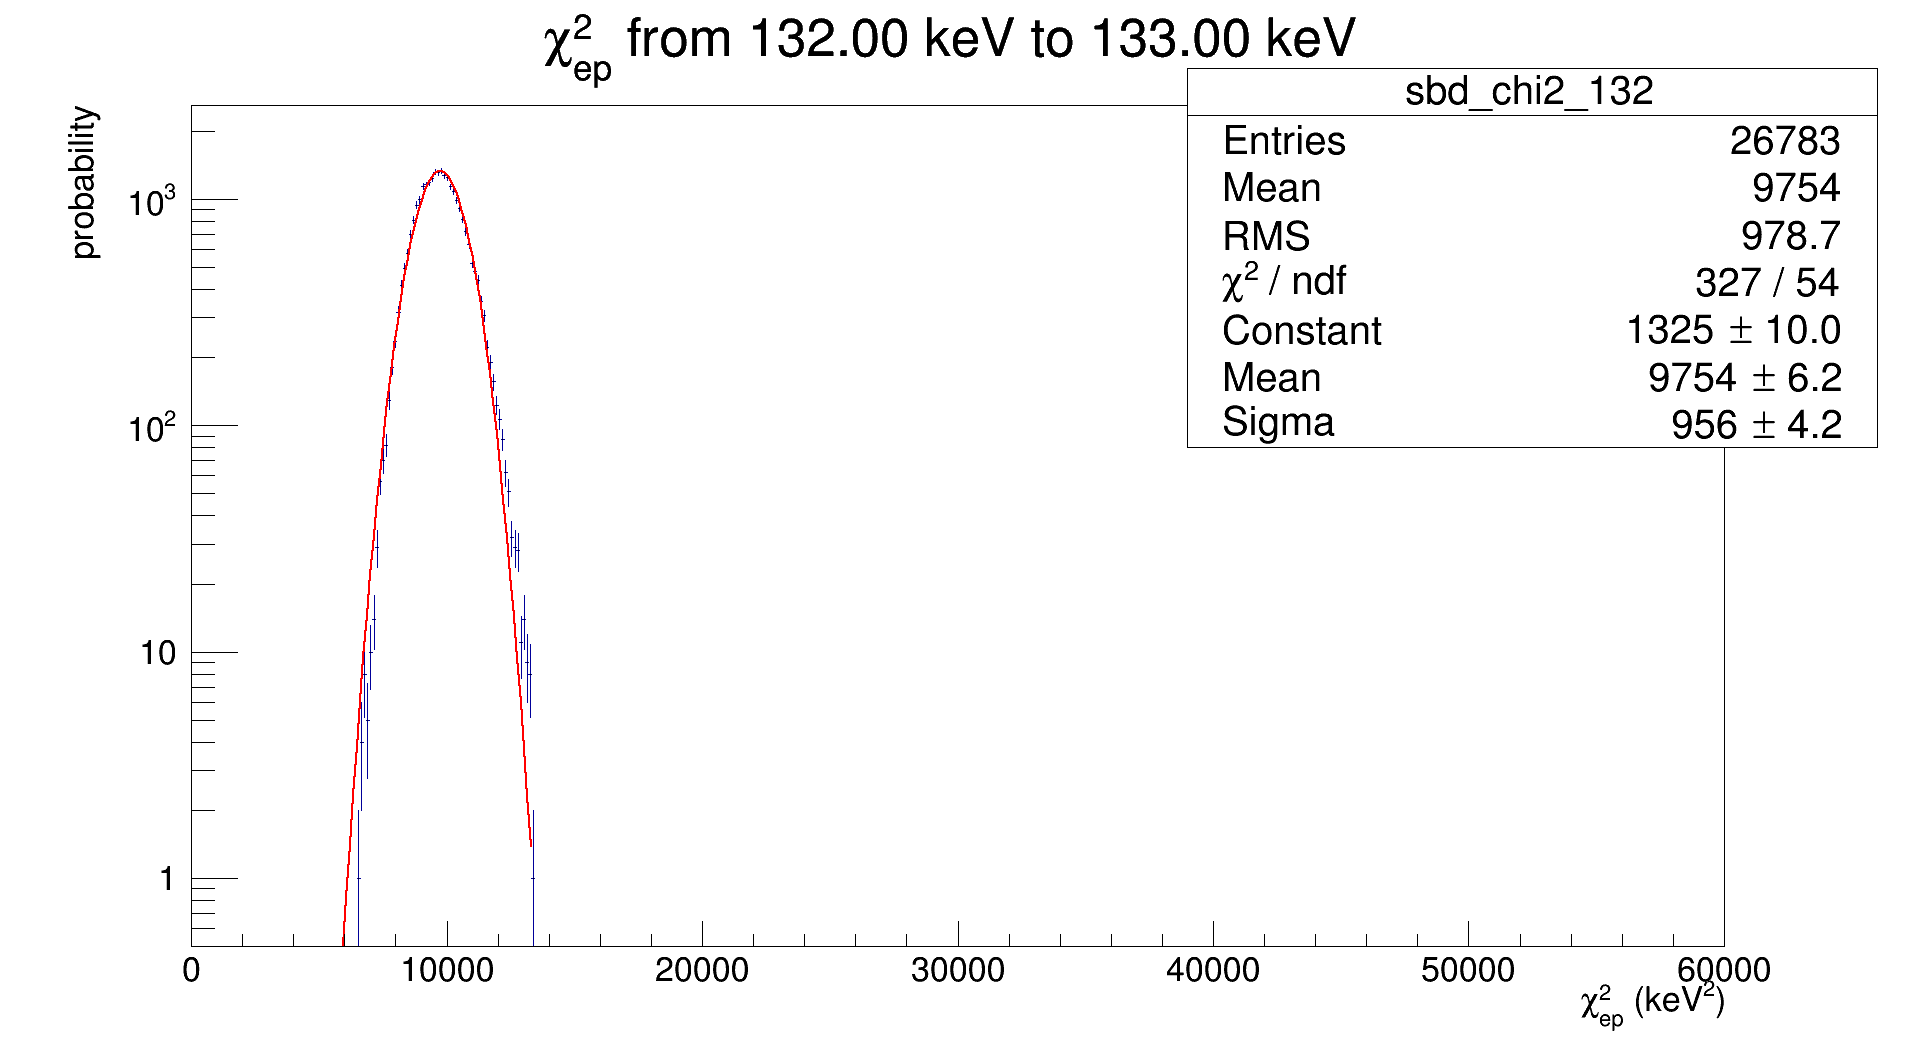 χ²ep from 132.00 keV to 133.00 keV
sbd_chi2_132
Entries 26783
Mean 9754
RMS 978.7
χ² / ndf 327 / 54
Constant 1325 ± 10.0
Mean 9754 ± 6.2
Sigma 956 ± 4.2
probability
10³
10²
10
1
0 10000 20000 30000 40000 50000 60000
χ²ep (keV²)